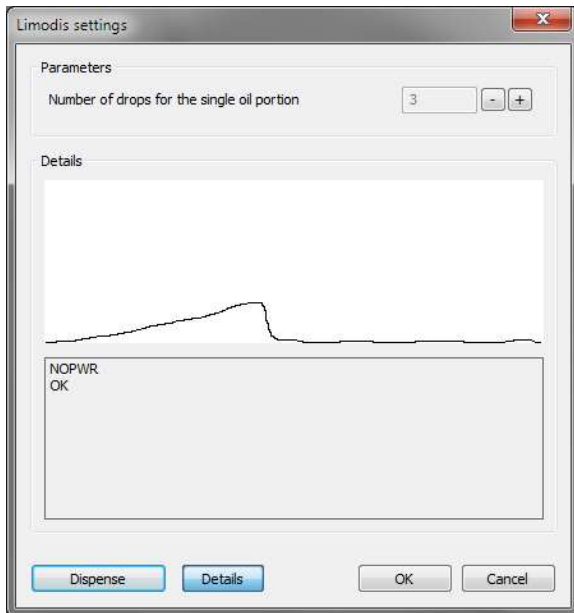 Limodis settings
Parameters
Number of drops for the single oil portion 3 - +
Details
NOPWR
OK
Dispense Details OK Cancel